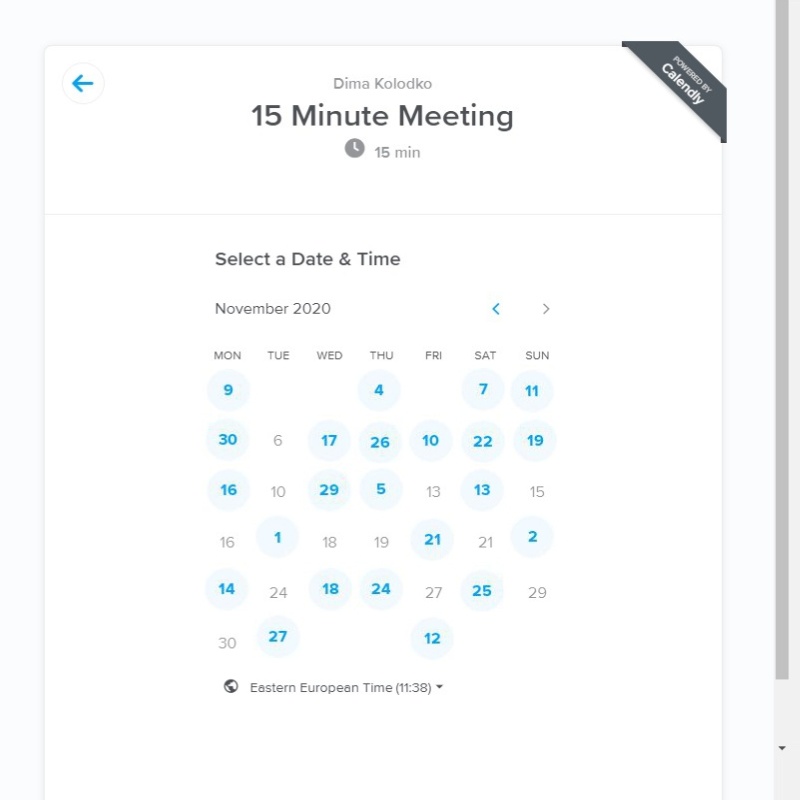 POWERED BY
Calendly
Dima Kolodko
15 Minute Meeting
15 min
Select a Date & Time
November 2020
MON TUE WED THU FRI SAT SUN
9 4 7 11
30 6 17 26 10 22 19
16 10 29 5 13 13 15
16 1 18 19 21 21 2
14 24 18 24 27 25 29
30 27 12
Eastern European Time (11:38)